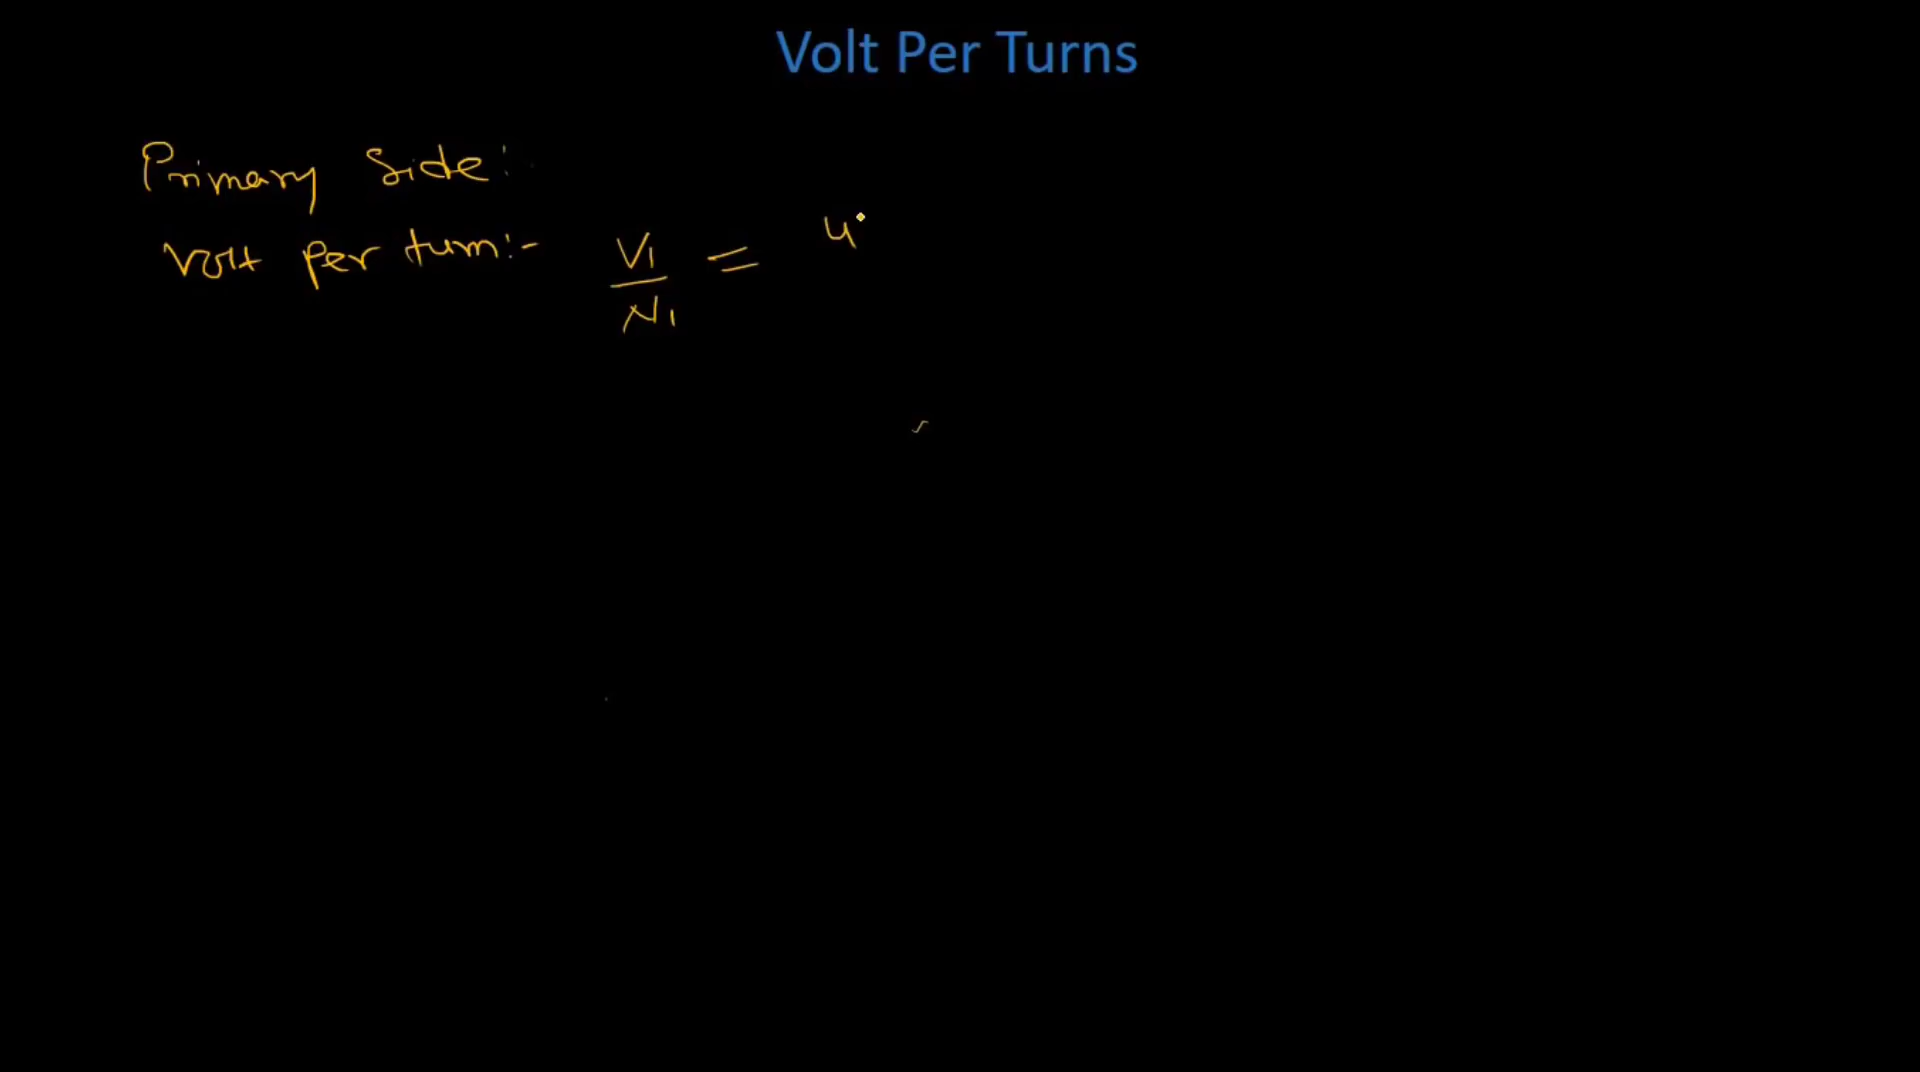 Volt Per Turns
Primary Side:
Volt per turn:- V1/N1 = 4